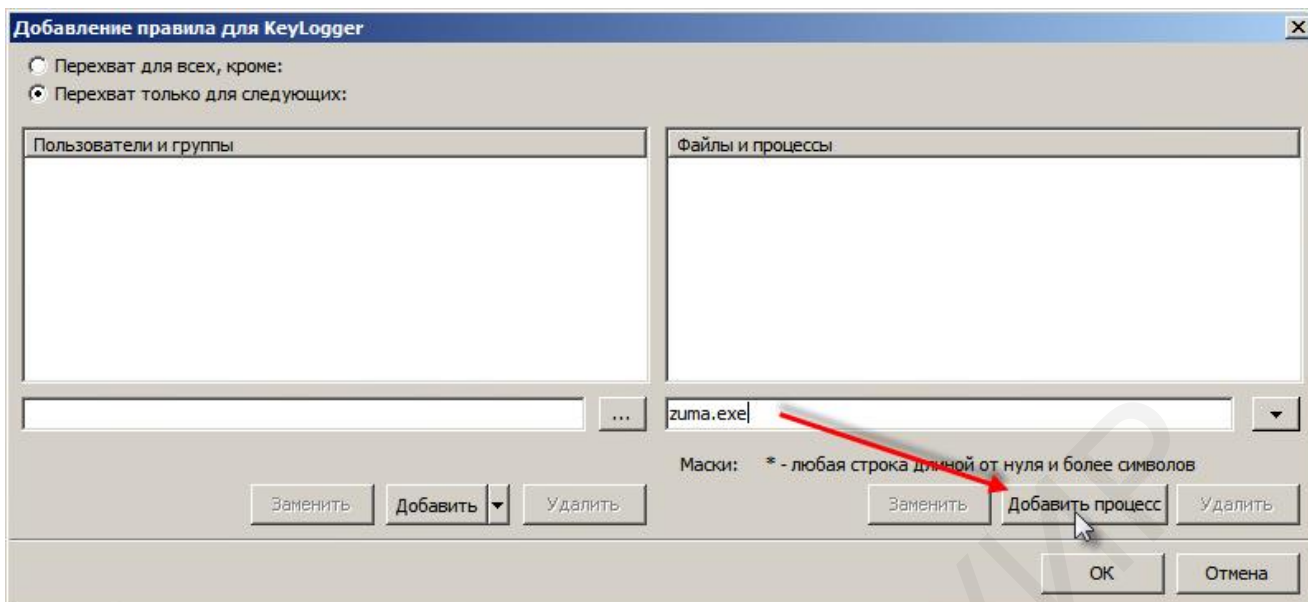 Добавление правила для KeyLogger
Перехват для всех, кроме:
Перехват только для следующих:
Пользователи и группы
Файлы и процессы
...
zuma.exe
Маски: * - любая строка длиной от нуля и более символов
Заменить Добавить Удалить
Заменить Добавить процесс Удалить
ОК Отмена